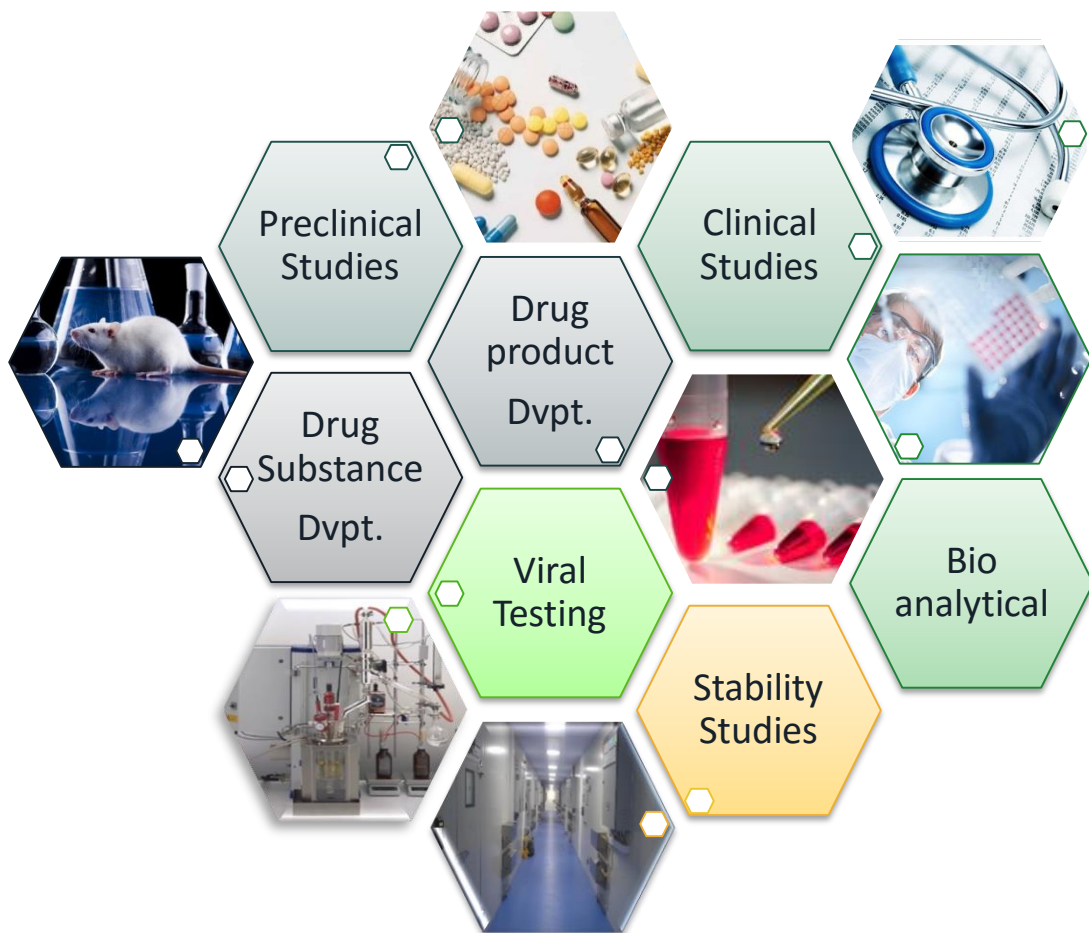 Preclinical
Studies
Clinical
Studies
Drug
product
Dvpt.
Drug
Substance
Dvpt.
Viral
Testing
Bio
analytical
Stability
Studies